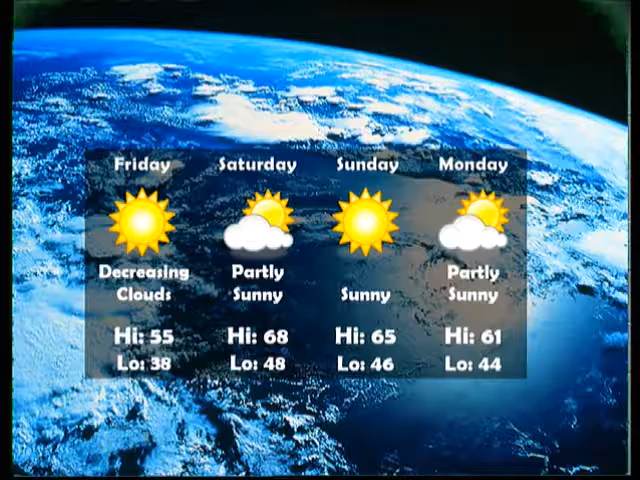 Friday Saturday Sunday Monday
Decreasing Clouds Partly Sunny Sunny Partly Sunny
Hi: 55 Hi: 68 Hi: 65 Hi: 61
Lo: 38 Lo: 48 Lo: 46 Lo: 44